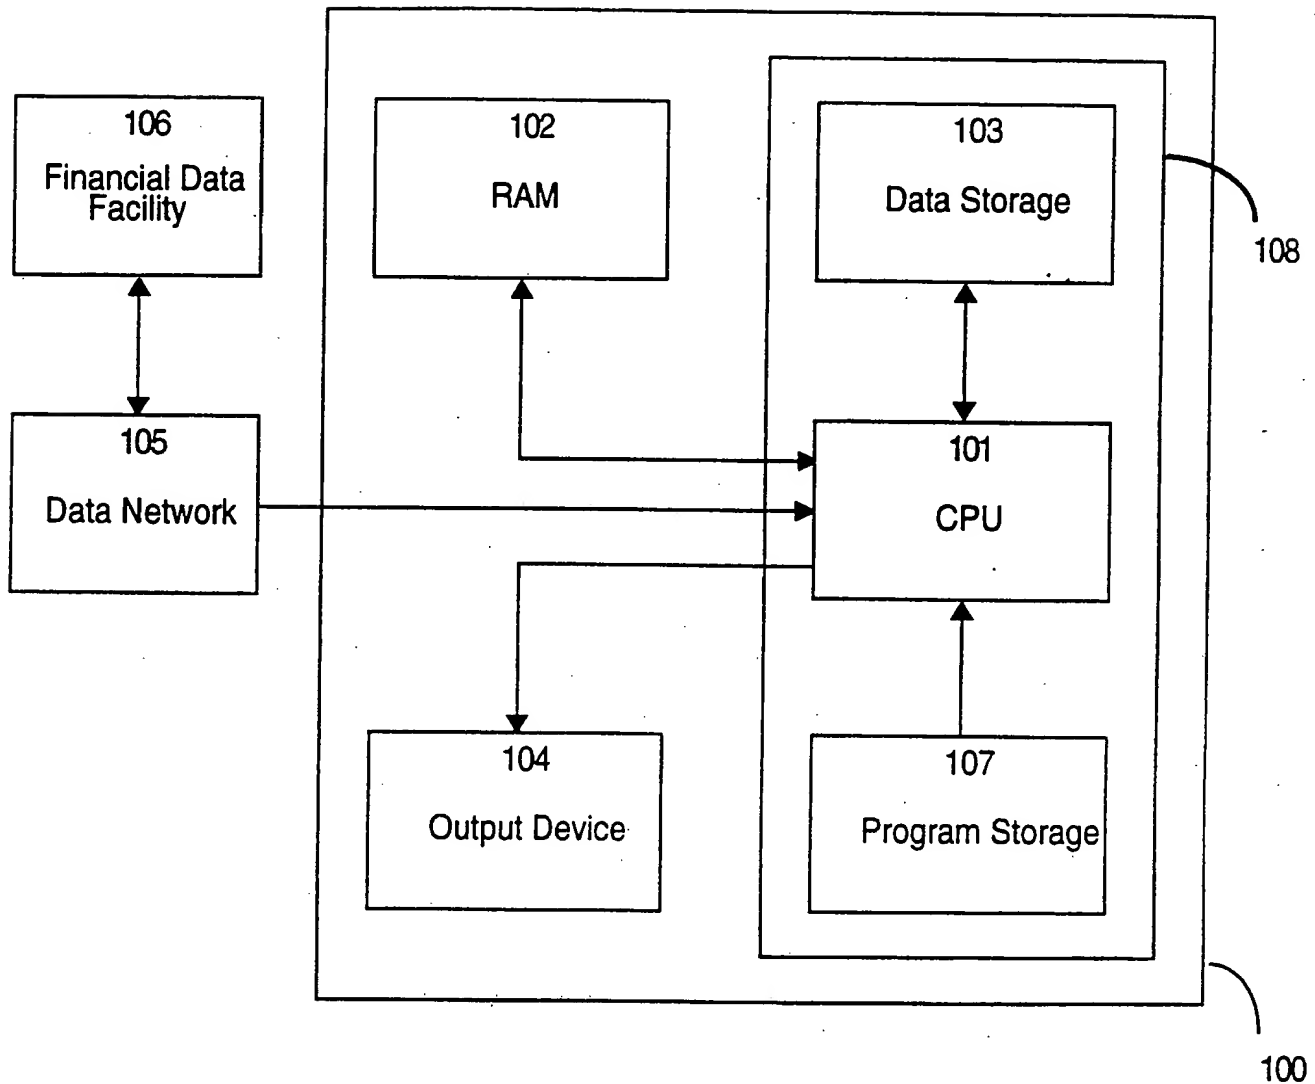 106
Financial Data
Facility
102
RAM
103
Data Storage
108
105
Data Network
101
CPU
104
Output Device
107
Program Storage
100